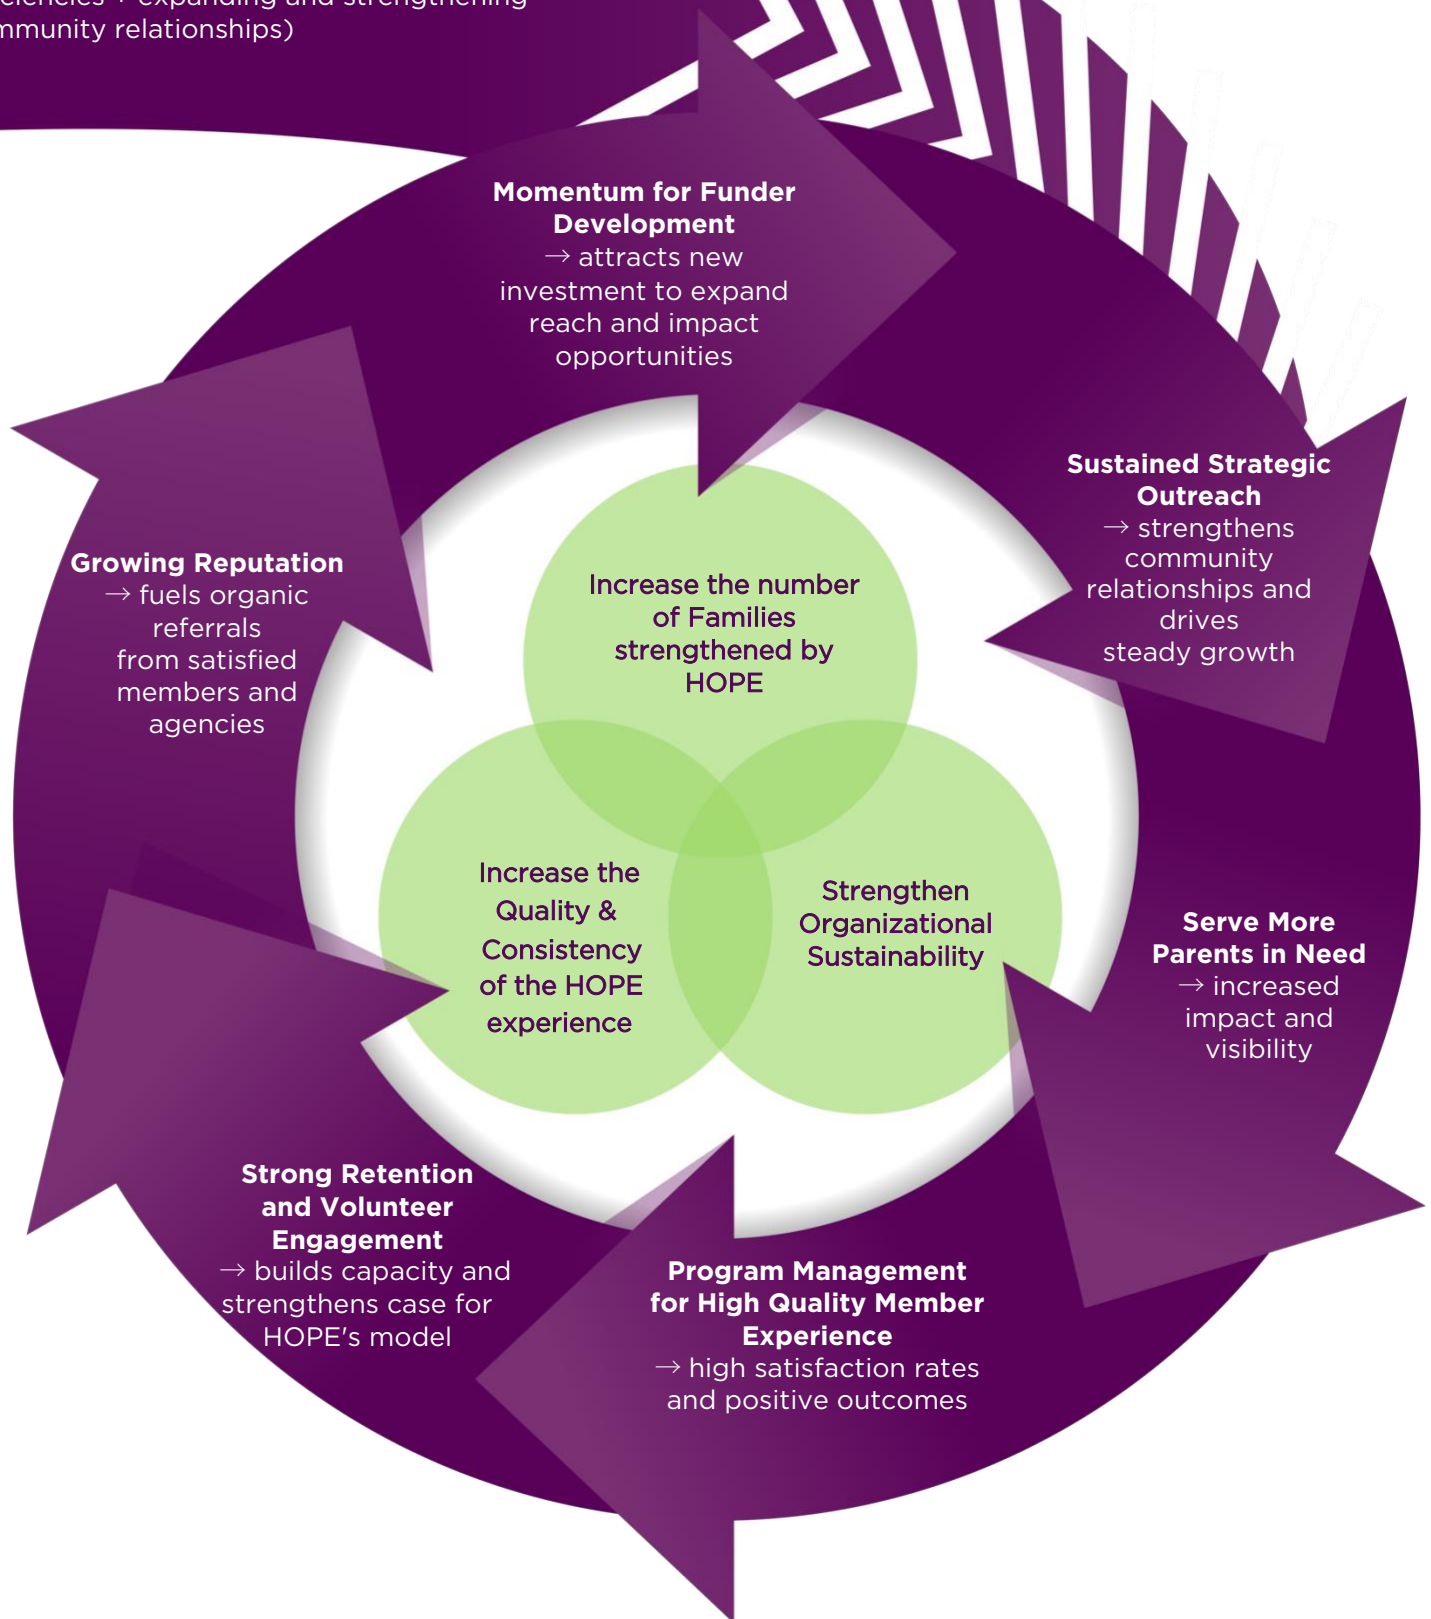 + expanding and strengthening
relationships)
Momentum for Funder
Development
→ attracts new
investment to expand
reach and impact
opportunities
Sustained Strategic
Outreach
→ strengthens
community
relationships and
drives
steady growth
Serve More
Parents in Need
→ increased
impact and
visibility
Program Management
for High Quality Member
Experience
→ high satisfaction rates
and positive outcomes
Strong Retention
and Volunteer
Engagement
→ builds capacity and
strengthens case for
HOPE's model
Growing Reputation
→ fuels organic
referrals
from satisfied
members and
agencies
Increase the number
of Families
strengthened by
HOPE
Increase the
Quality &
Consistency
of the HOPE
experience
Strengthen
Organizational
Sustainability